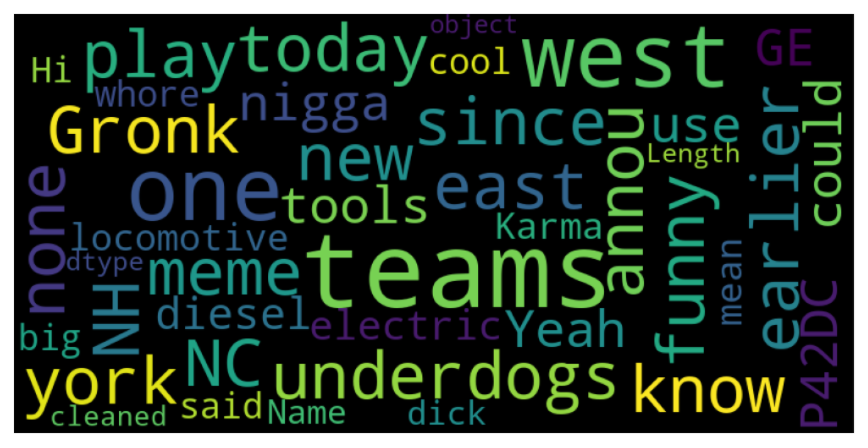 object
Hi
play
today
cool
west
GE
whore
nigga
Gronk
since
annou
use
earlier
could
new
Length
none
one
tools
east
funny
Karma
locomotive
dtype
meme
teams
mean
NH
diesel
electric
Yeah
P42DC
big
york
NC
underdogs
know
cleaned
said
Name
dick